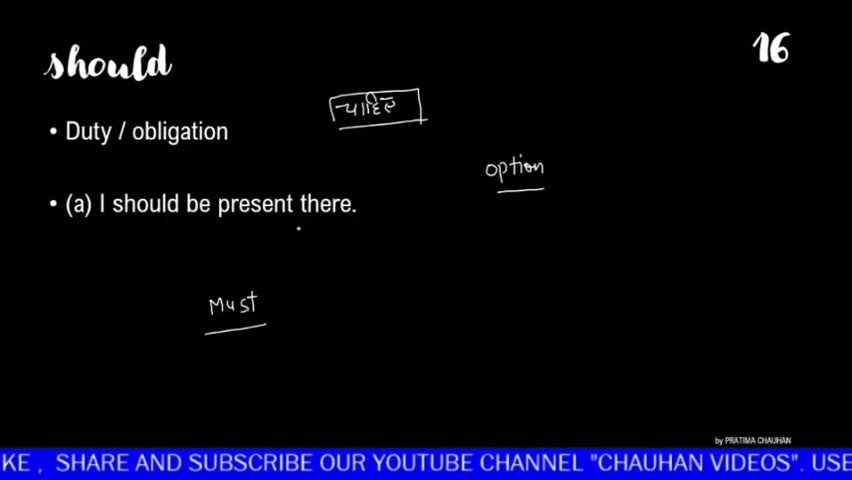 should
16
चाहिए
• Duty / obligation
option
• (a) I should be present there.
Must
by PRATIMA CHAUHAN
KE , SHARE AND SUBSCRIBE OUR YOUTUBE CHANNEL "CHAUHAN VIDEOS". USE